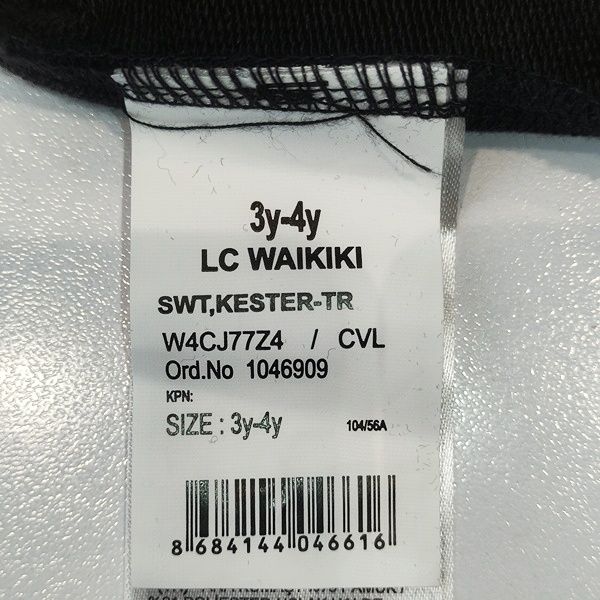 3y-4y
LC WAIKIKI
SWT,KESTER-TR
W4CJ77Z4 / CVL
Ord.No 1046909
KPN:
SIZE : 3y-4y 104/56A
8 684144 046616